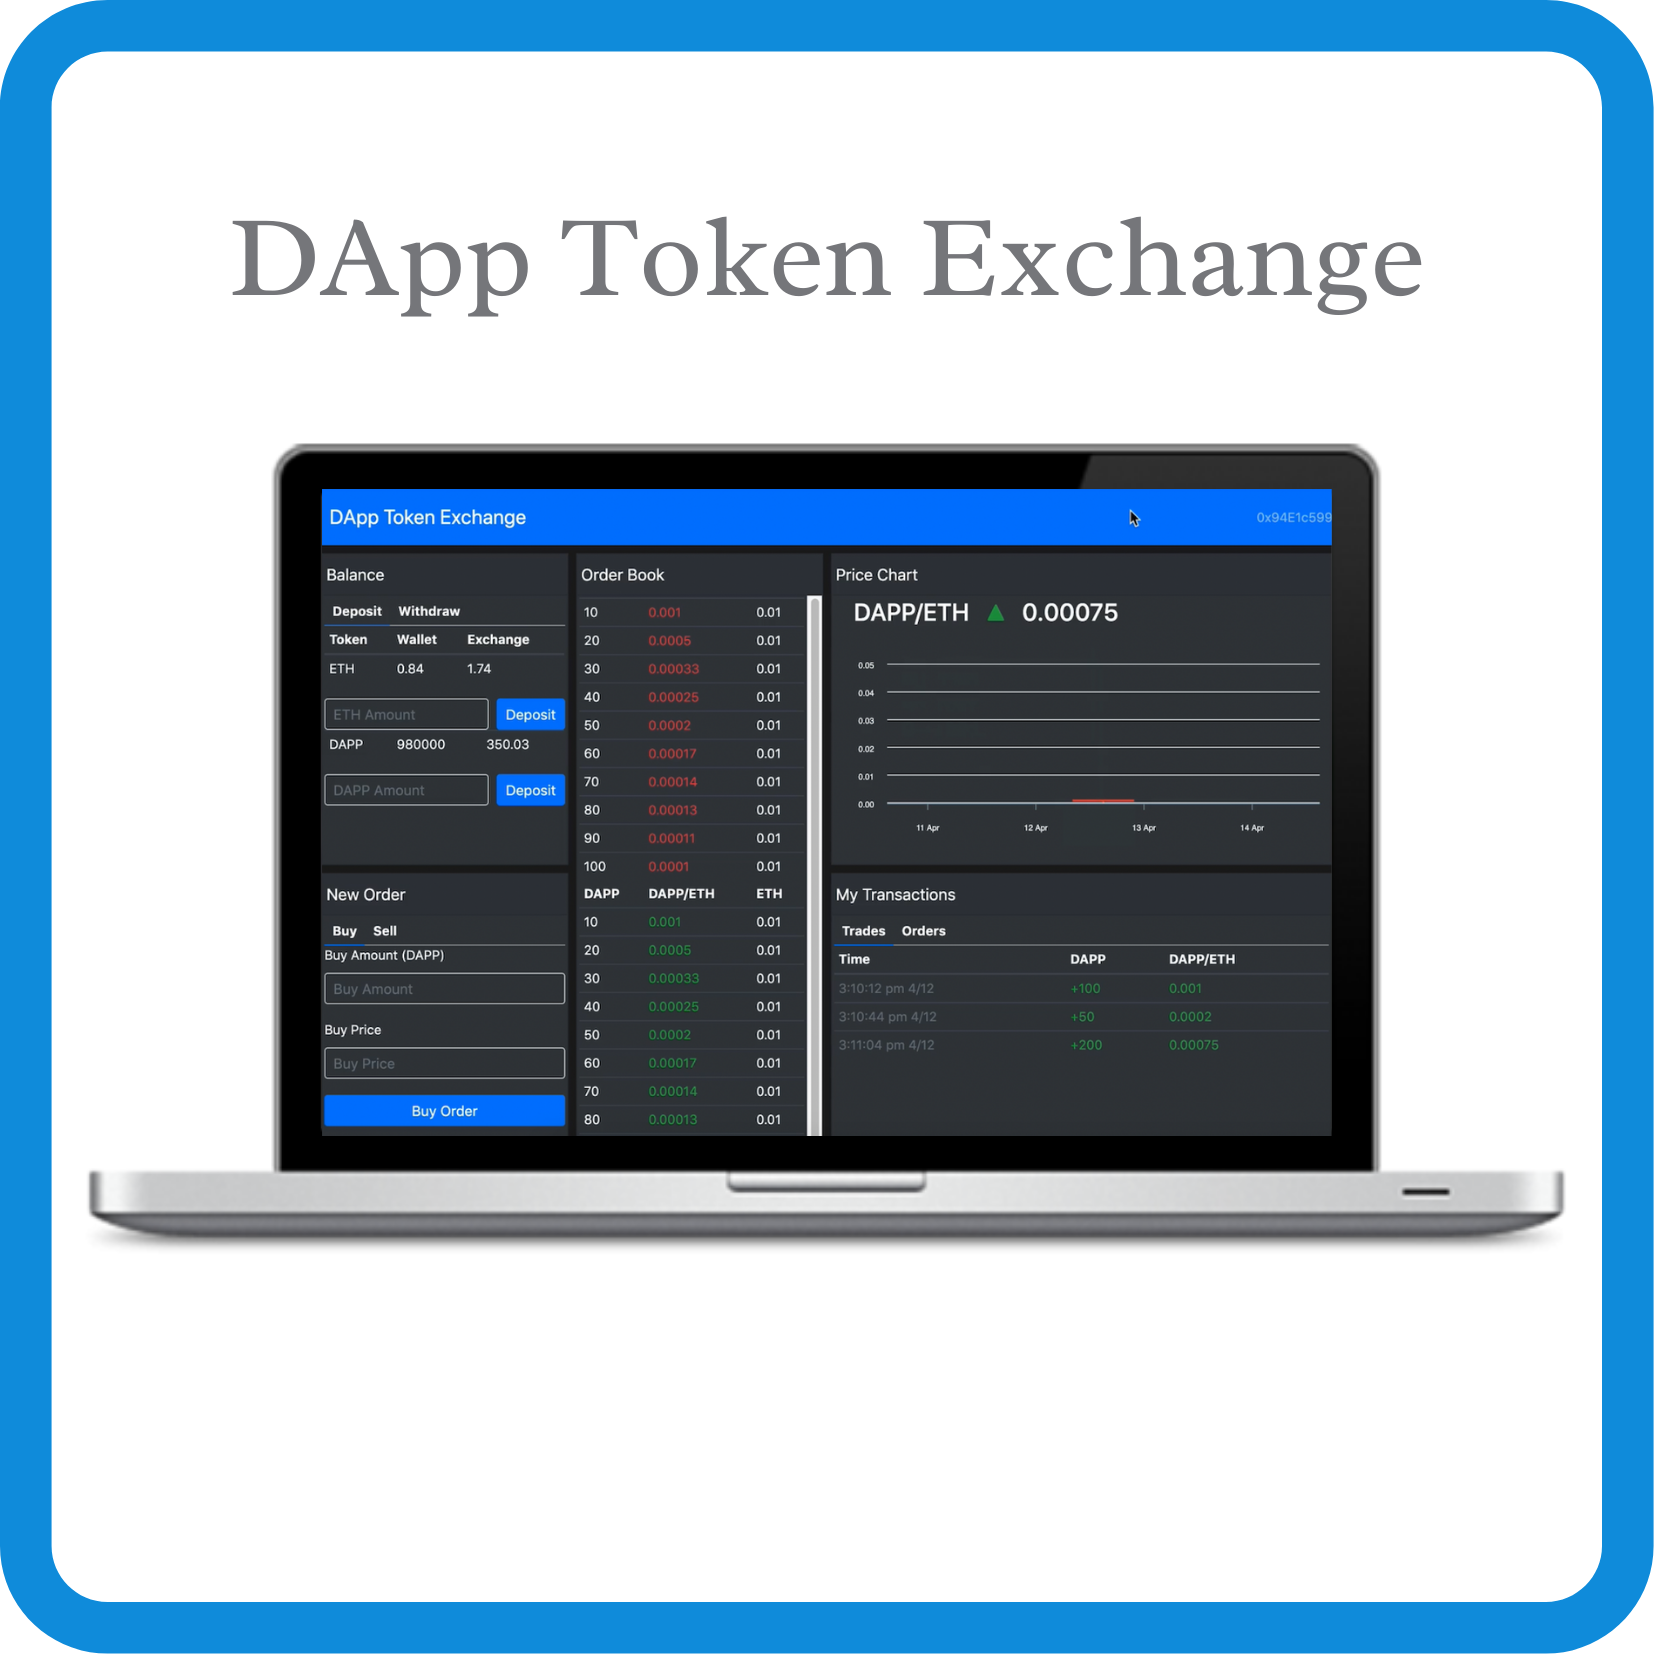 DApp Token Exchange
DApp Token Exchange
0x94E1c599
Balance
Deposit Withdraw
Token Wallet Exchange
ETH 0.84 1.74
ETH Amount Deposit
DAPP 980000 350.03
DAPP Amount Deposit
New Order
Buy Sell
Buy Amount (DAPP)
Buy Amount
Buy Price
Buy Price
Buy Order
Order Book
10 0.001 0.01
20 0.0005 0.01
30 0.00033 0.01
40 0.00025 0.01
50 0.0002 0.01
60 0.00017 0.01
70 0.00014 0.01
80 0.00013 0.01
90 0.00011 0.01
100 0.0001 0.01
DAPP DAPP/ETH ETH
10 0.001 0.01
20 0.0005 0.01
30 0.00033 0.01
40 0.00025 0.01
50 0.0002 0.01
60 0.00017 0.01
70 0.00014 0.01
80 0.00013 0.01
Price Chart
DAPP/ETH ▲ 0.00075
0.05
0.04
0.03
0.02
0.01
0.00
11 Apr 12 Apr 13 Apr 14 Apr
My Transactions
Trades Orders
Time DAPP DAPP/ETH
3:10:12 pm 4/12 +100 0.001
3:10:44 pm 4/12 +50 0.0002
3:11:04 pm 4/12 +200 0.00075